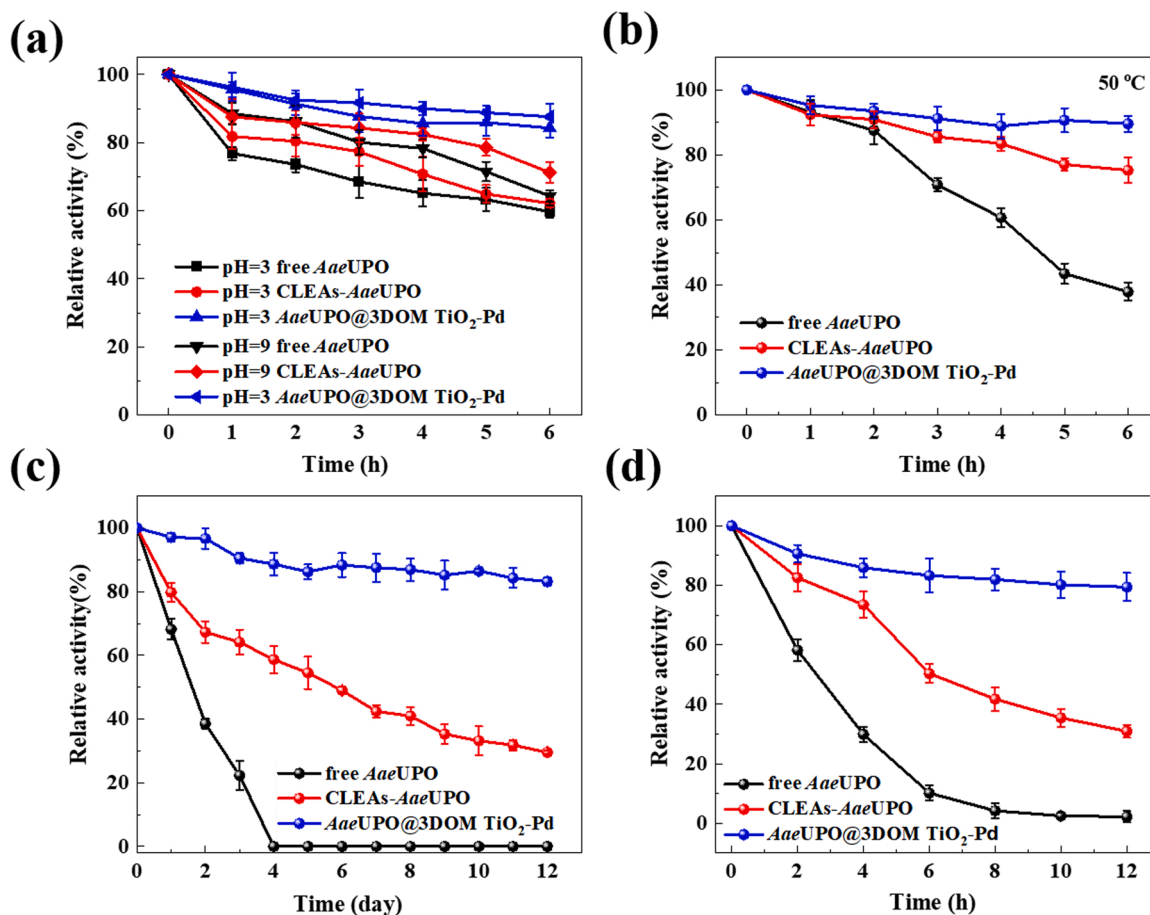 (a)
Relative activity (%)
100
80
60
40
20
0
pH=3 free AaeUPO
pH=3 CLEAs-AaeUPO
pH=3 AaeUPO@3DOM TiO₂-Pd
pH=9 free AaeUPO
pH=9 CLEAs-AaeUPO
pH=3 AaeUPO@3DOM TiO₂-Pd
0 1 2 3 4 5 6
Time (h)
(b)
50 ºC
Relative activity (%)
100
80
60
40
20
0
free AaeUPO
CLEAs-AaeUPO
AaeUPO@3DOM TiO₂-Pd
0 1 2 3 4 5 6
Time (h)
(c)
Relative activity(%)
100
80
60
40
20
0
free AaeUPO
CLEAs-AaeUPO
AaeUPO@3DOM TiO₂-Pd
0 2 4 6 8 10 12
Time (day)
(d)
Relative activity (%)
100
80
60
40
20
0
free AaeUPO
CLEAs-AaeUPO
AaeUPO@3DOM TiO₂-Pd
0 2 4 6 8 10 12
Time (h)